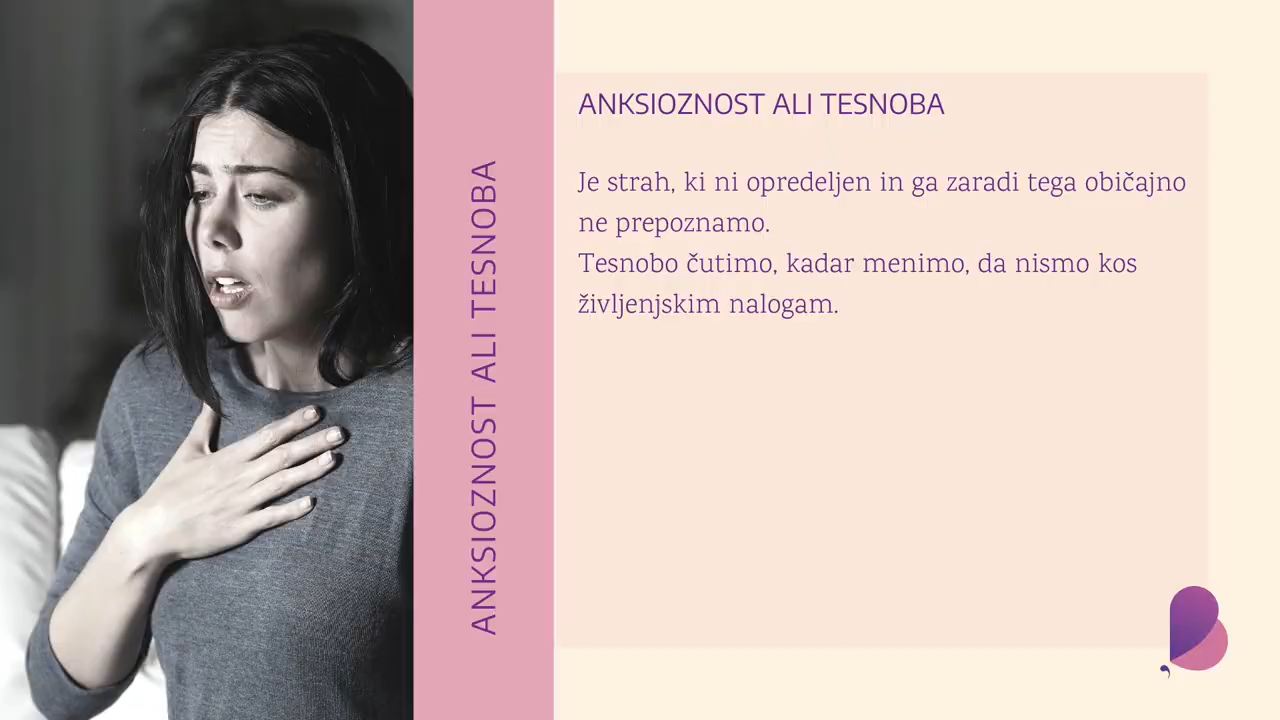 ANKSIOZNOST ALI TESNOBA
ANKSIOZNOST ALI TESNOBA
Je strah, ki ni opredeljen in ga zaradi tega običajno
ne prepoznamo.
Tesnobo čutimo, kadar menimo, da nismo kos
življenjskim nalogam.